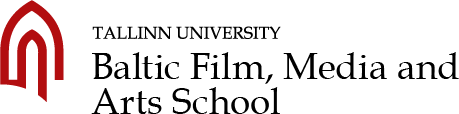 TALLINN UNIVERSITY
Baltic Film, Media and
Arts School